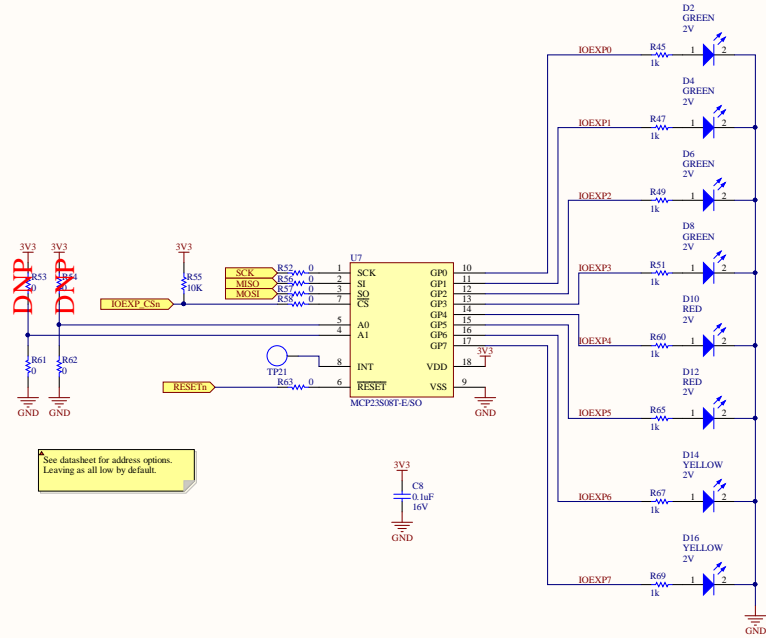 D2
GREEN
2V
IOEXP0
R45
1k
1
2
D4
GREEN
2V
IOEXP1
R47
1k
1
2
D6
GREEN
2V
IOEXP2
R49
1k
1
2
D8
GREEN
2V
IOEXP3
R51
1k
1
2
D10
RED
2V
IOEXP4
R60
1k
1
2
D12
RED
2V
IOEXP5
R65
1k
1
2
D14
YELLOW
2V
IOEXP6
R67
1k
1
2
D16
YELLOW
2V
IOEXP7
R69
1k
1
2
GND
3V3
3V3
DNP
R53
0
DNP
R54
0
R61
0
R62
0
GND
GND
3V3
R55
10K
IOEXP_CSn
SCK
R52 0
MISO
R56 0
MOSI
R57 0
R58 0
TP21
RESETn
R63 0
U7
1 SCK
2 SI
3 SO
7 CS
5 A0
4 A1
8 INT
6 RESET
GP0 10
GP1 11
GP2 12
GP3 13
GP4 14
GP5 15
GP6 16
GP7 17
VDD 18
VSS 9
3V3
GND
MCP23S08T-E/SO
See datasheet for address options.
Leaving as all low by default.
3V3
C8
0.1uF
16V
GND